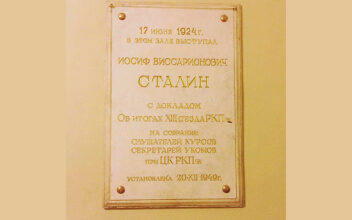 17 июня 1924 г.
в этом зале выступал
Иосиф Виссарионович
Сталин
с докладом
Об итогах XIII съезда РКП(б)
на собрании
слушателей курсов
секретарей укомов
при ЦК РКП(б)
установлена 20-XII 1949 г.